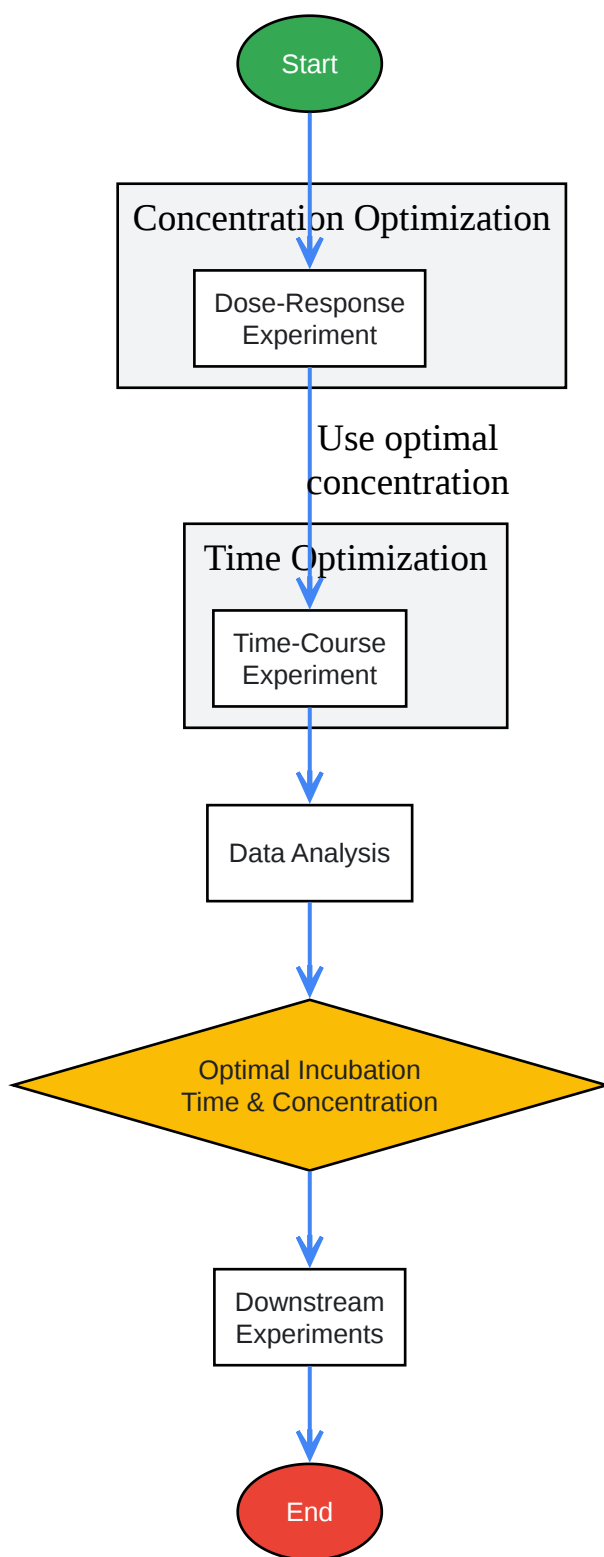 Start
Concentration Optimization
Dose-Response
Experiment
Use optimal
concentration
Time Optimization
Time-Course
Experiment
Data Analysis
Optimal Incubation
Time & Concentration
Downstream
Experiments
End